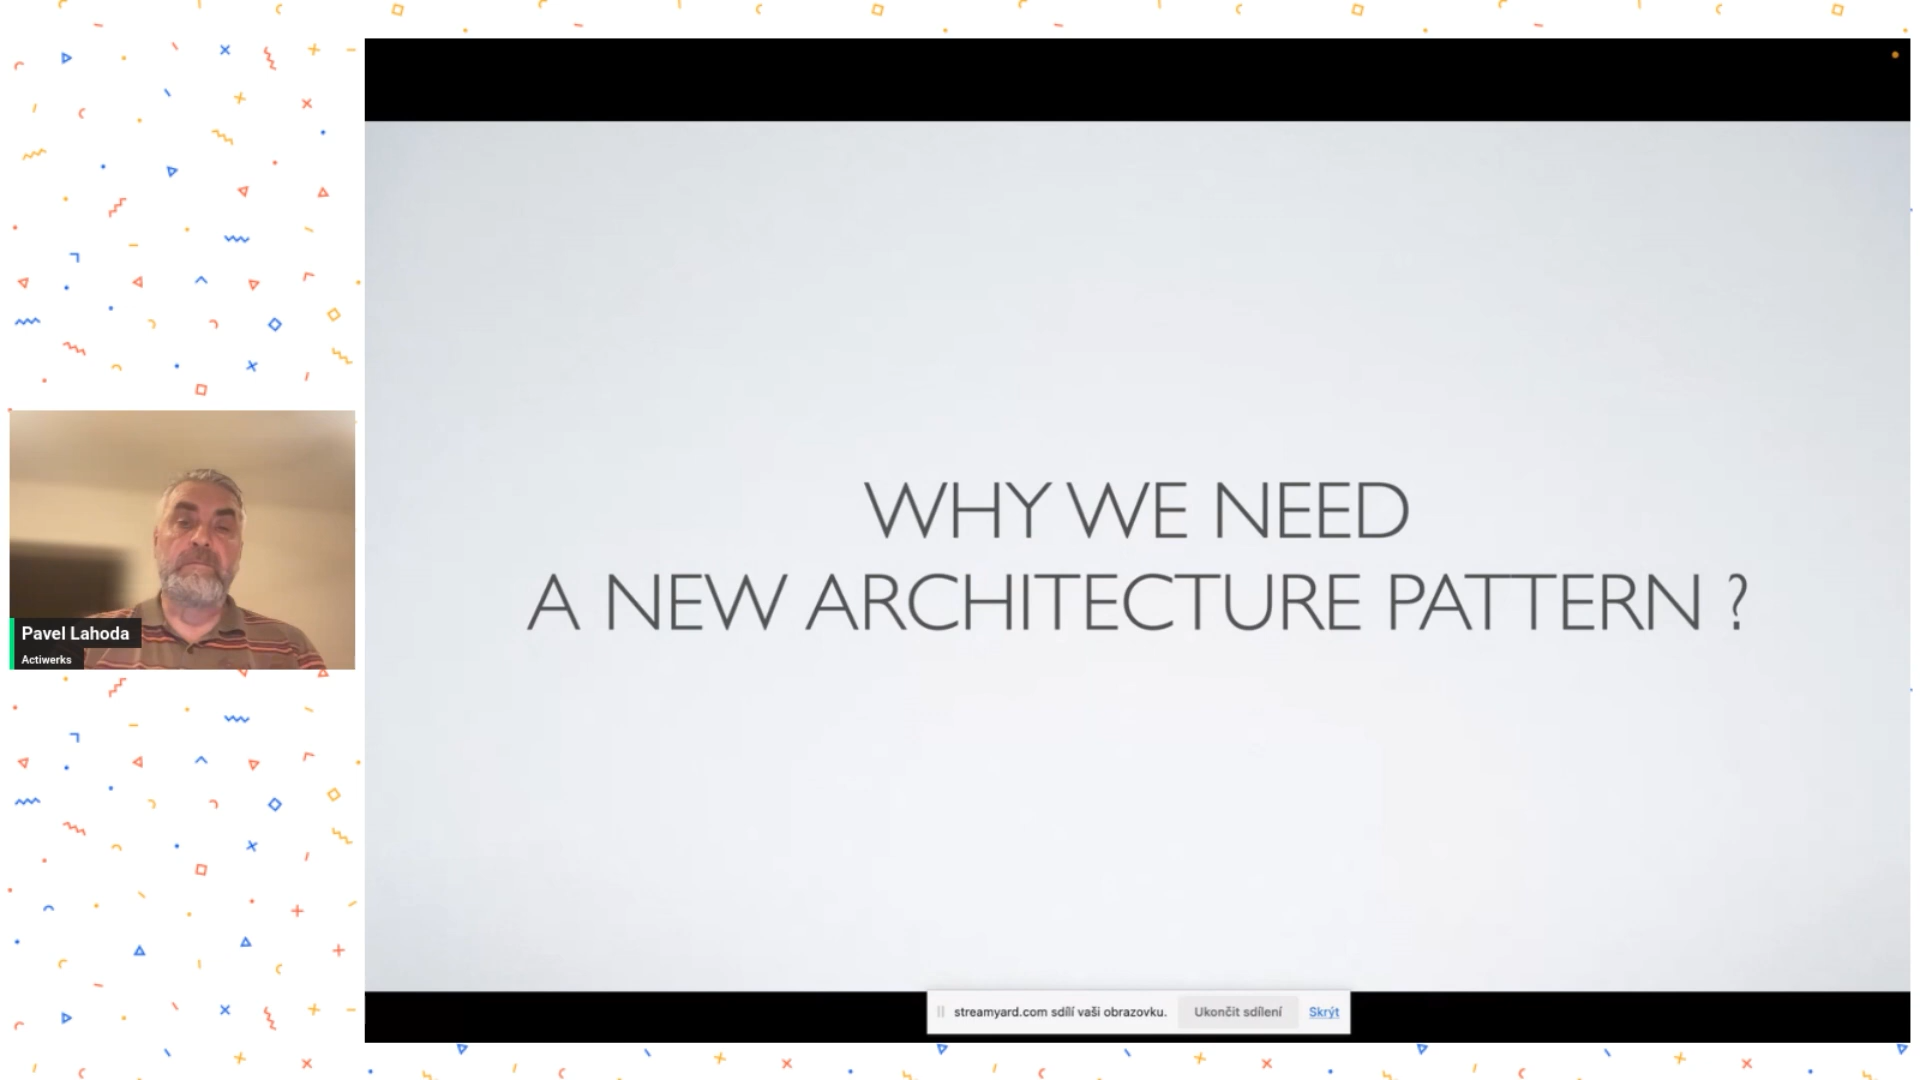 WHY WE NEED
A NEW ARCHITECTURE PATTERN ?
Pavel Lahoda
Actiwerks
streamyard.com sdílí vaši obrazovku. Ukončit sdílení Skrýt